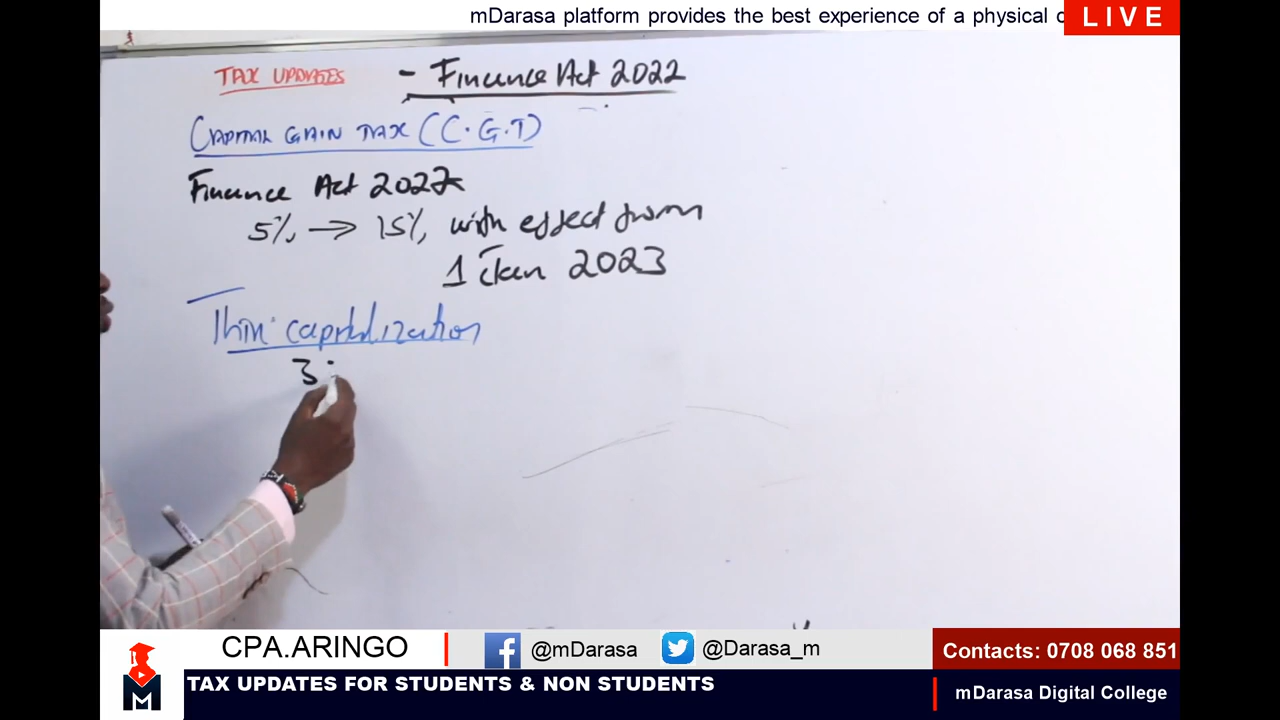 mDarasa platform provides the best experience of a physical c
LIVE
TAX UPDATES - Finance Act 2022
CAPITAL GAIN TAX (C.G.T)
Finance Act 2022
5% → 15% with effect from
1 Jan 2023
Thin capitalization
3:
CPA.ARINGO
@mDarasa
@Darasa_m
Contacts: 0708 068 851
M
TAX UPDATES FOR STUDENTS & NON STUDENTS
mDarasa Digital College